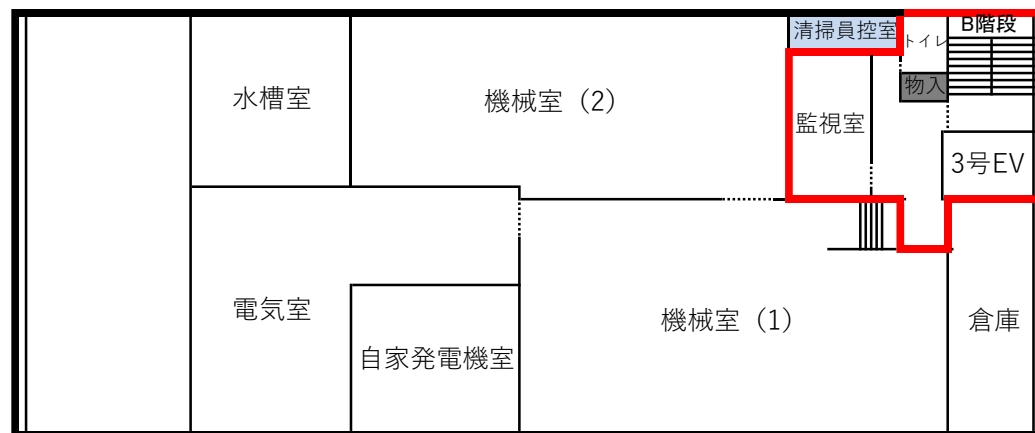 清掃員控室
トイレ
B階段
水槽室
機械室（2）
物入
監視室
3号EV
電気室
機械室（1）
倉庫
自家発電機室